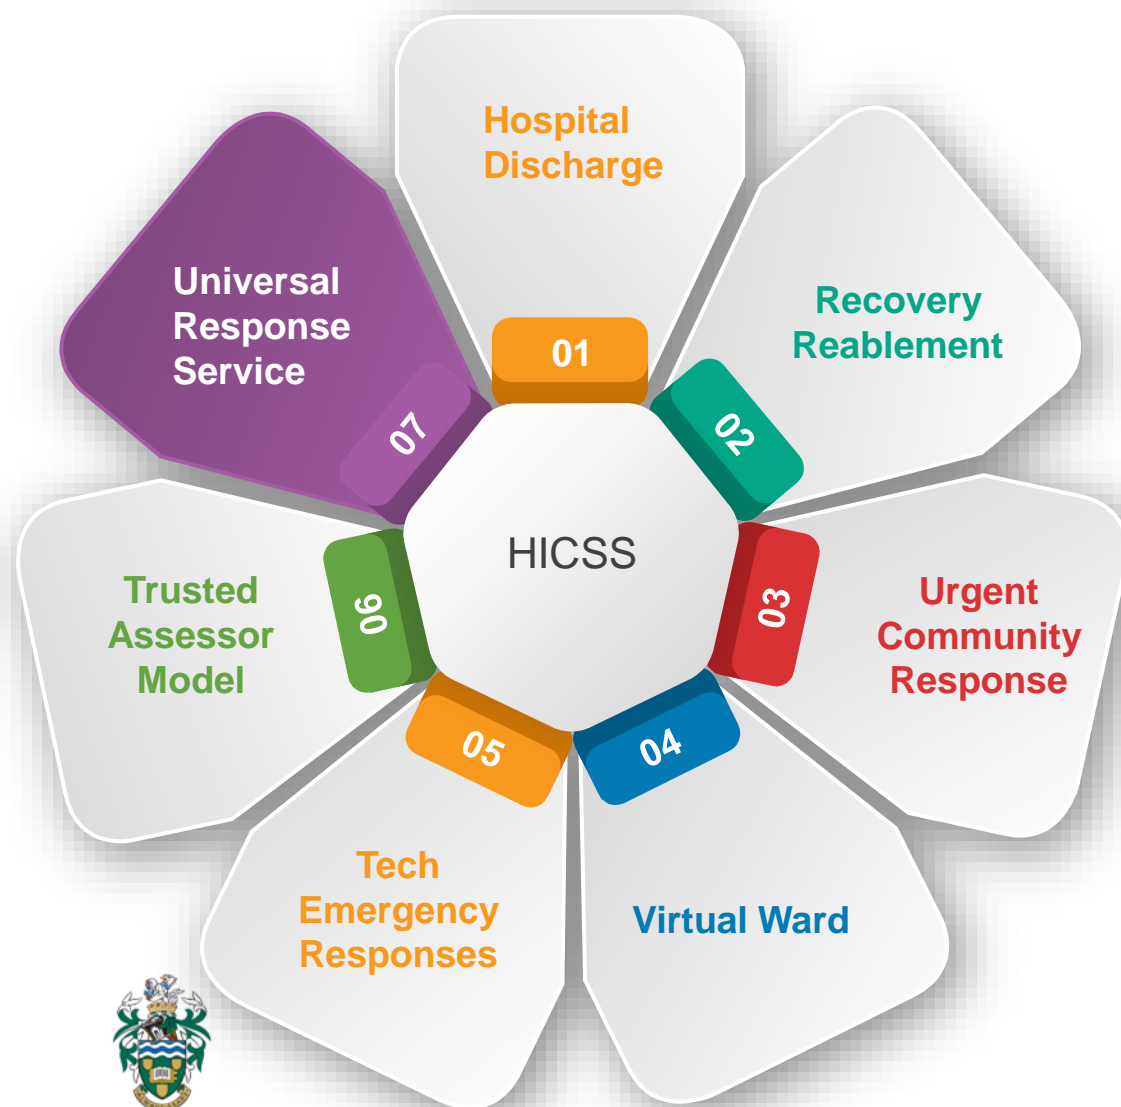 Hospital
Discharge
01
Recovery
Reablement
02
Urgent
Community
Response
03
Virtual Ward
04
Tech
Emergency
Responses
05
Trusted
Assessor
Model
06
Universal
Response
Service
07
HICSS